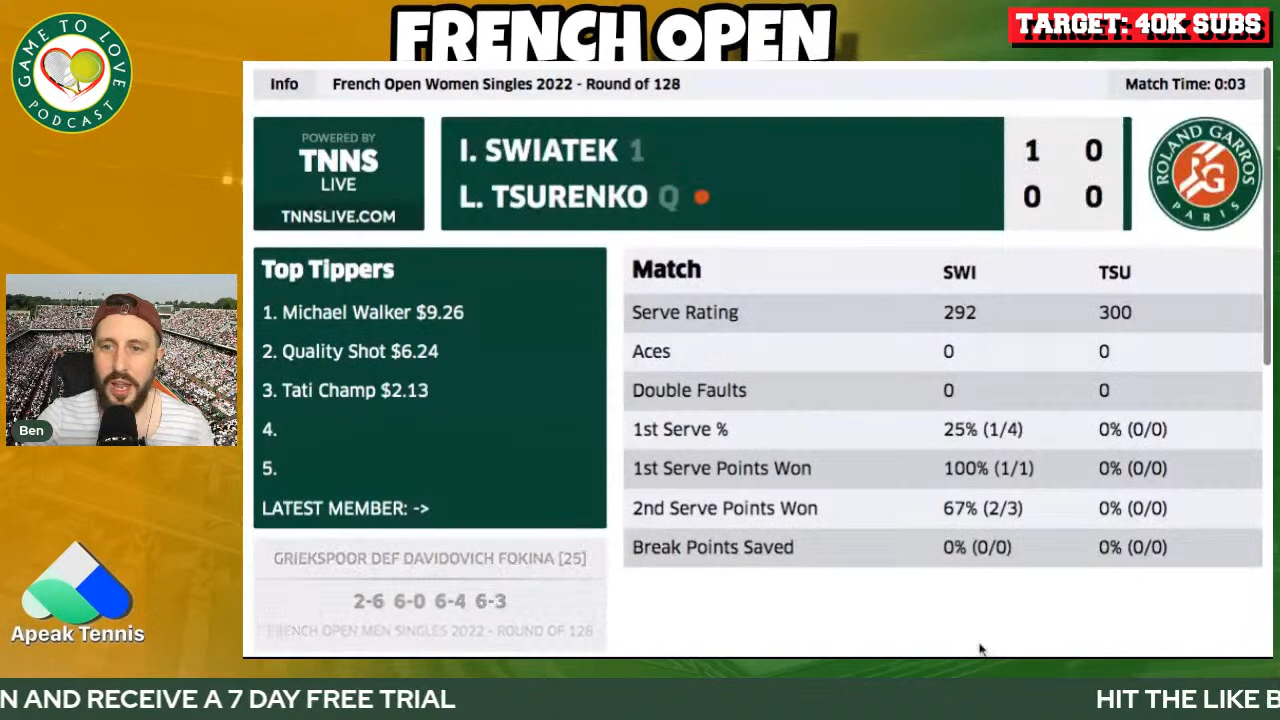 FRENCH OPEN
TARGET: 40K SUBS
GAME TO LOVE
PODCAST
Info French Open Women Singles 2022 - Round of 128 Match Time: 0:03
POWERED BY
TNNS
LIVE
TNNSLIVE.COM
I. SWIATEK 1 1 0
L. TSURENKO Q 0 0
ROLAND GARROS
RG
PARIS
Top Tippers
1. Michael Walker $9.26
2. Quality Shot $6.24
3. Tati Champ $2.13
4.
5.
LATEST MEMBER: ->
Match SWI TSU
Serve Rating 292 300
Aces 0 0
Double Faults 0 0
1st Serve % 25% (1/4) 0% (0/0)
1st Serve Points Won 100% (1/1) 0% (0/0)
2nd Serve Points Won 67% (2/3) 0% (0/0)
Break Points Saved 0% (0/0) 0% (0/0)
GRIEKSPOOR DEF DAVIDOVICH FOKINA [25]
2-6 6-0 6-4 6-3
FRENCH OPEN MEN SINGLES 2022 - ROUND OF 128
Ben
Apeak Tennis
N AND RECEIVE A 7 DAY FREE TRIAL HIT THE LIKE B